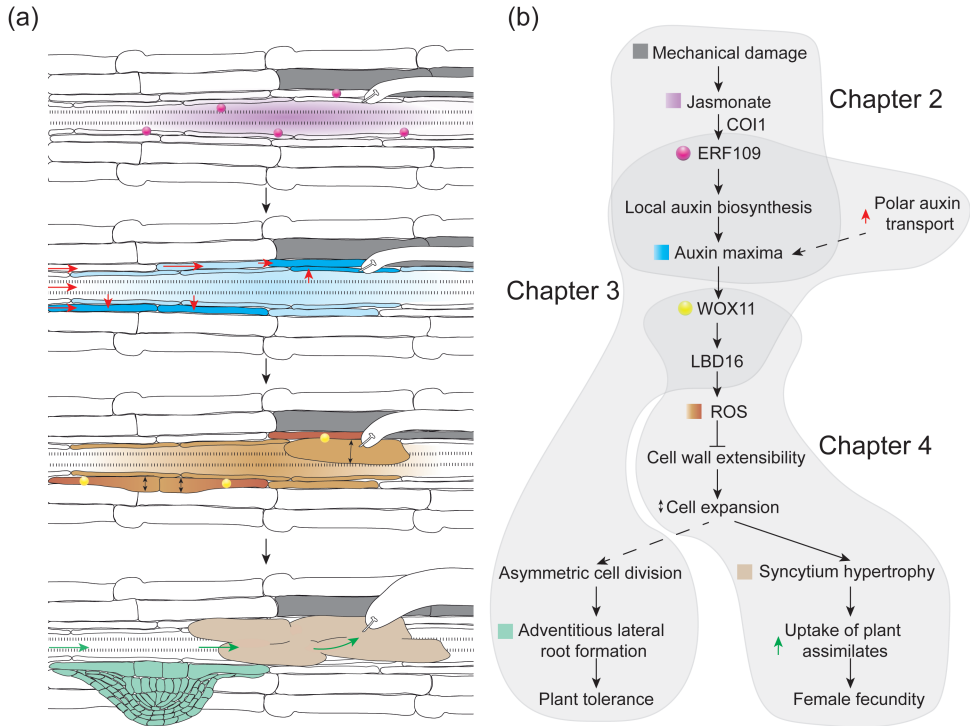 (a)
(b)
Mechanical damage
Jasmonate
Chapter 2
COI1
ERF109
Local auxin biosynthesis
Polar auxin
transport
Auxin maxima
Chapter 3
WOX11
LBD16
ROS
Chapter 4
Cell wall extensibility
Cell expansion
Asymmetric cell division
Syncytium hypertrophy
Adventitious lateral
root formation
Uptake of plant
assimilates
Plant tolerance
Female fecundity